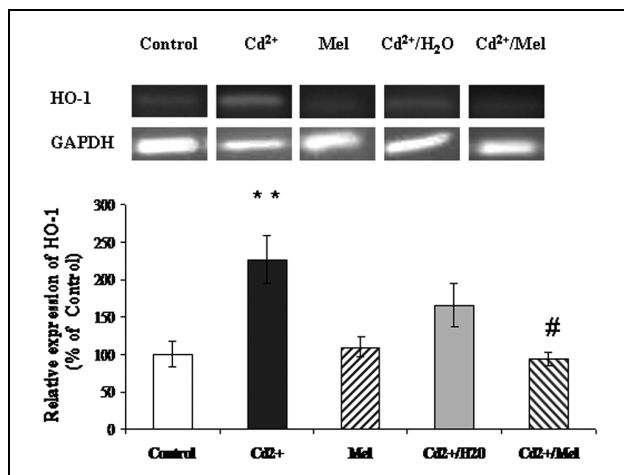 Control Cd²⁺ Mel Cd²⁺/H₂O Cd²⁺/Mel
HO-1
GAPDH
Relative expression of HO-1
(% of Control)
300
250
200
150
100
50
0
**
#
Control Cd2+ Mel Cd2+/H20 Cd2+/Mel